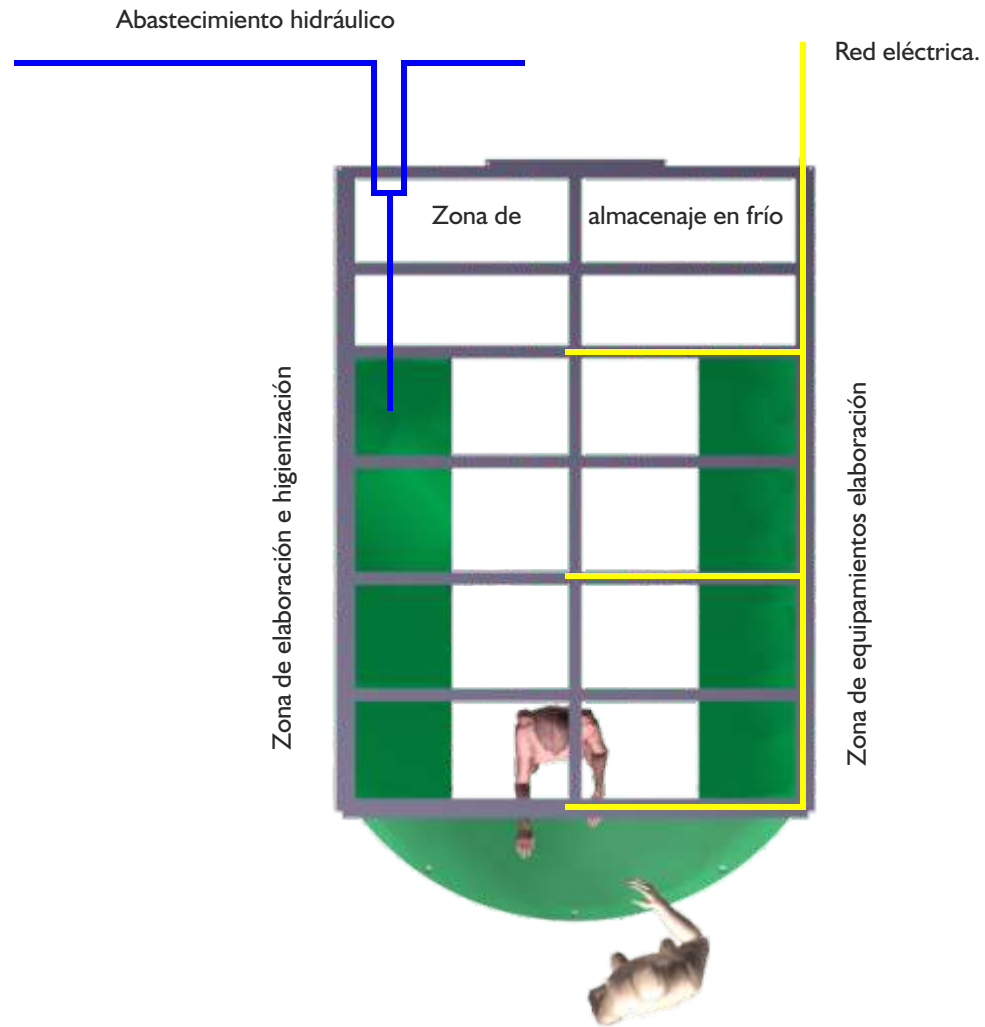 Abastecimiento hidráulico
Red eléctrica.
Zona de almacenaje en frío
Zona de elaboración e higienización
Zona de equipamientos elaboración